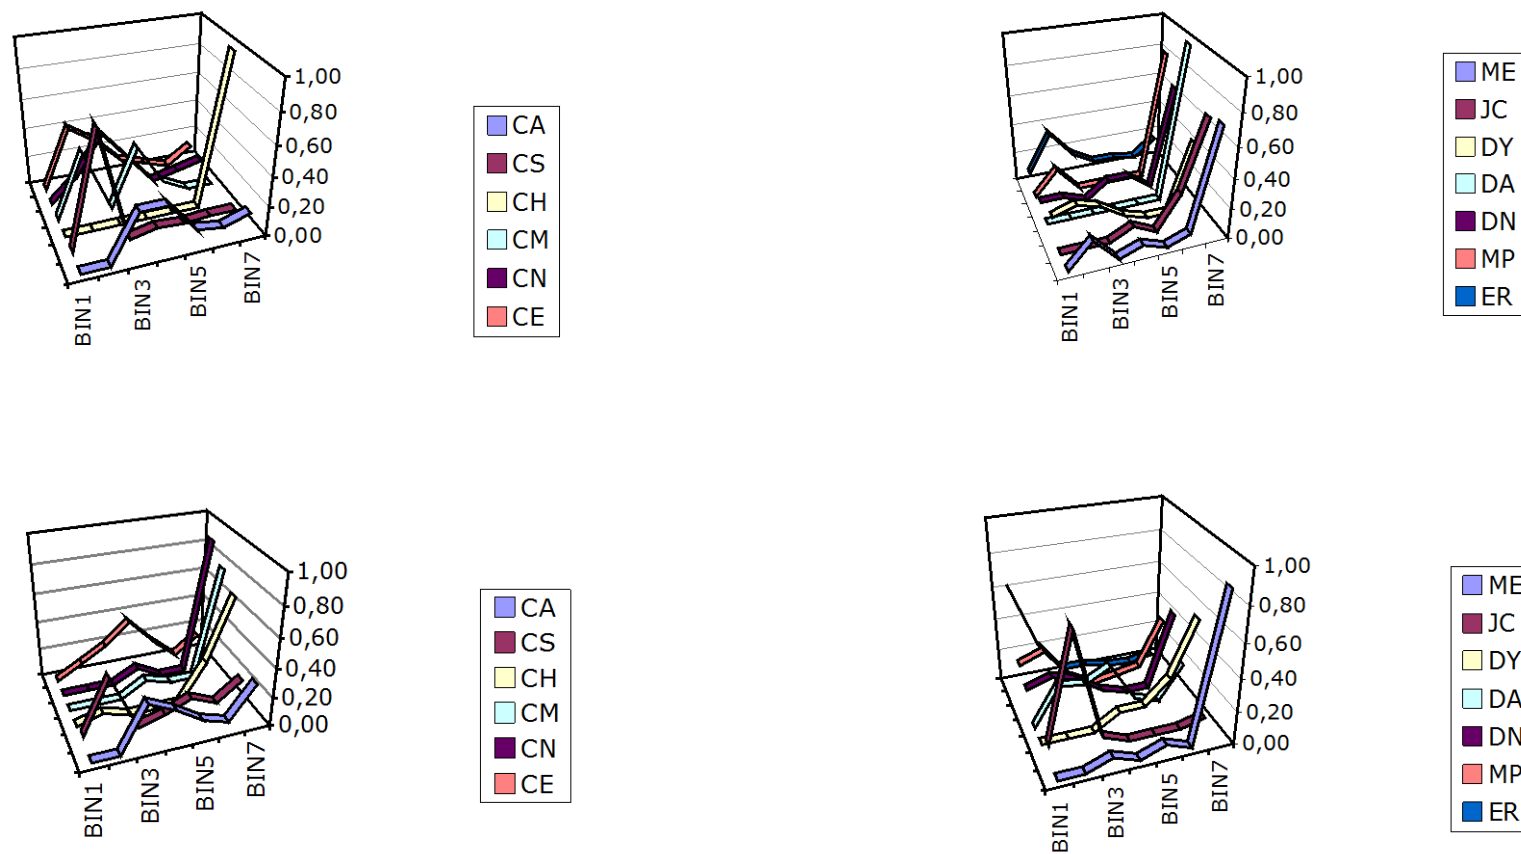 1,00
0,80
0,60
0,40
0,20
0,00
BIN1
BIN3
BIN5
BIN7
CA
CS
CH
CM
CN
CE
1,00
0,80
0,60
0,40
0,20
0,00
BIN1
BIN3
BIN5
BIN7
ME
JC
DY
DA
DN
MP
ER
1,00
0,80
0,60
0,40
0,20
0,00
BIN1
BIN3
BIN5
BIN7
CA
CS
CH
CM
CN
CE
1,00
0,80
0,60
0,40
0,20
0,00
BIN1
BIN3
BIN5
BIN7
ME
JC
DY
DA
DN
MP
ER